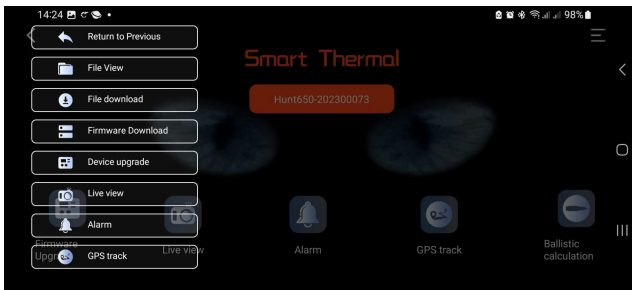 14:24
98%
Return to Previous
File View
File download
Firmware Download
Device upgrade
Live view
Alarm
GPS track
Smart Thermal
Hunt650-202300073
Firmware
Upgr
Live view
Alarm
GPS track
Ballistic
calculation